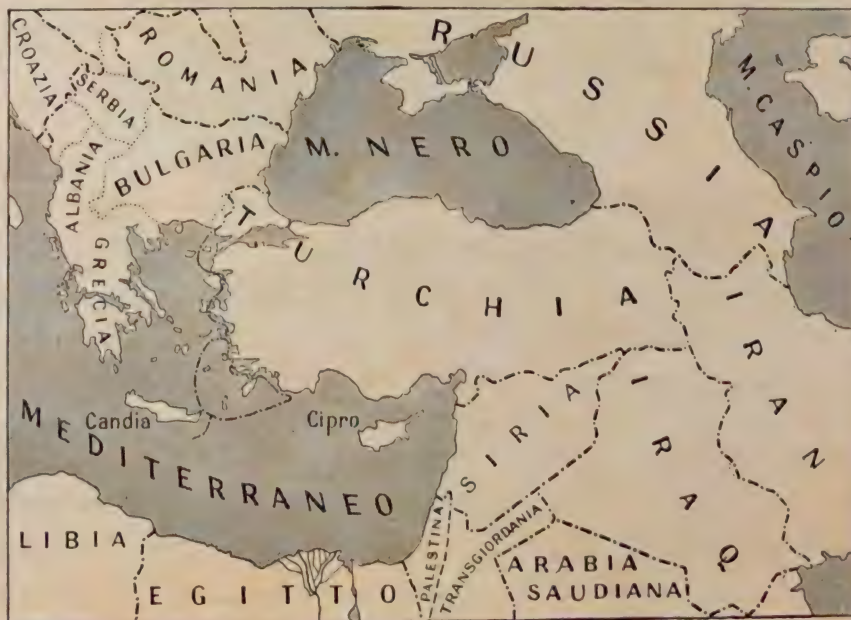 CROAZIA
ROMANIA
RUSSIA
SERBIA
M. CASPIO
BULGARIA
M. NERO
ALBANIA
GRECIA
TURCHIA
IRAN
Candia
Cipro
SIRIA
IRAQ
MEDITERRANEO
PALESTINA
TRANSGIORDANIA
LIBIA
EGITTO
ARABIA
SAUDIANA